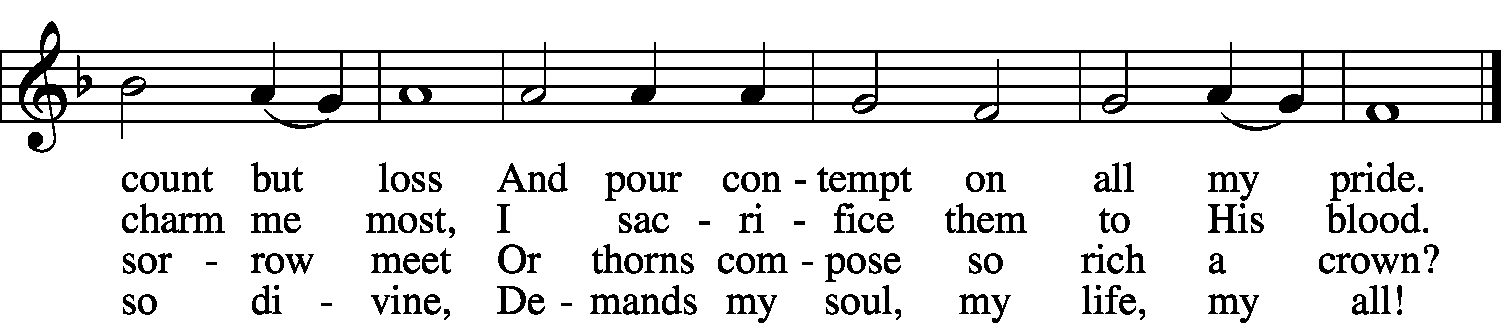 count but loss And pour con - tempt on all my pride.
charm me most, I sac - ri - fice them to His blood.
sor - row meet Or thorns com - pose so rich a crown?
so di - vine, De - mands my soul, my life, my all!